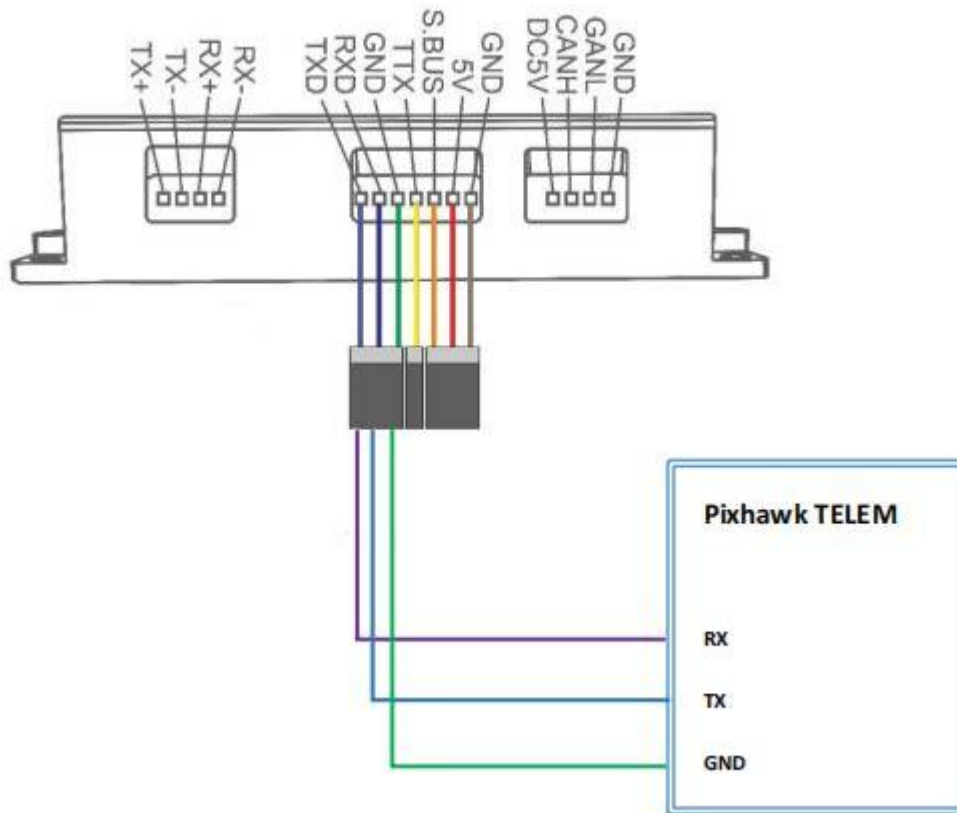 TX+
TX-
RX+
RX-
TXD
RXD
GND
TTX
S.BUS
5V
GND
DC5V
CANH
GANL
GND
Pixhawk TELEM
RX
TX
GND